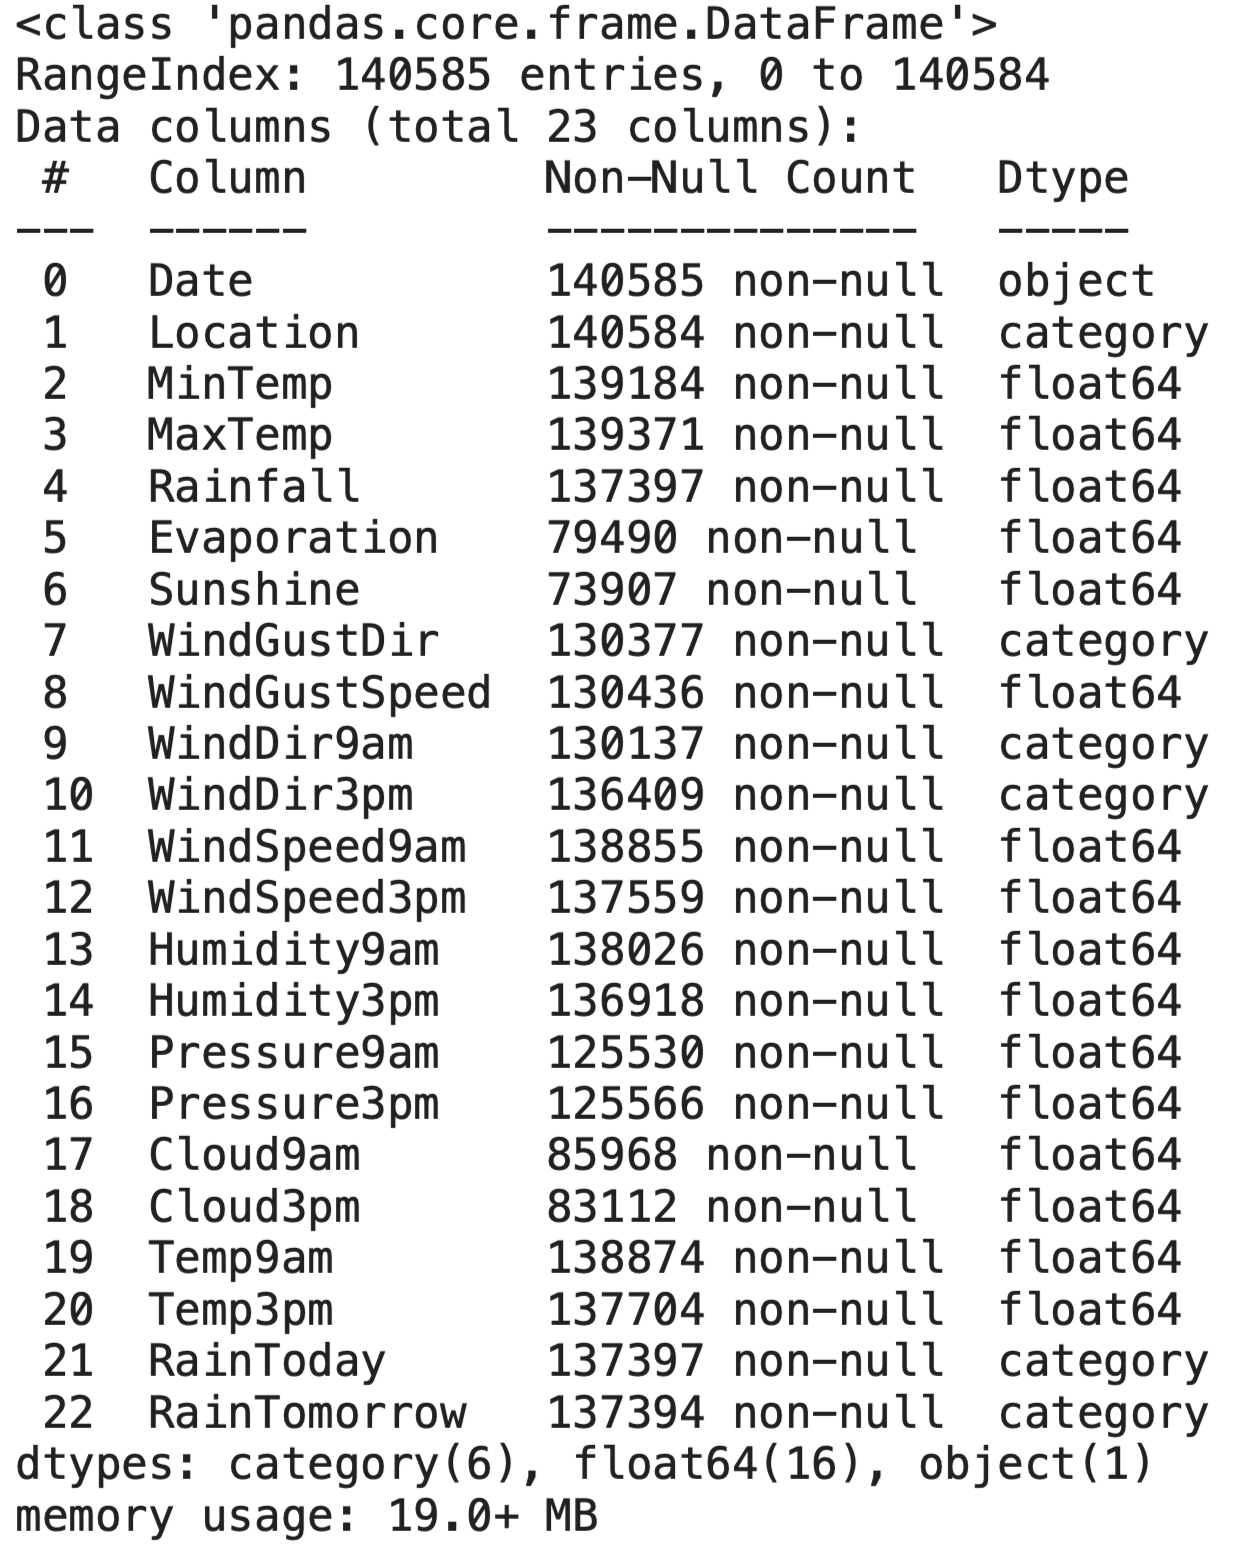 <class 'pandas.core.frame.DataFrame'>
RangeIndex: 140585 entries, 0 to 140584
Data columns (total 23 columns):
 #   Column         Non-Null Count   Dtype
---  ------         --------------   -----
 0   Date           140585 non-null  object
 1   Location       140584 non-null  category
 2   MinTemp        139184 non-null  float64
 3   MaxTemp        139371 non-null  float64
 4   Rainfall       137397 non-null  float64
 5   Evaporation    79490 non-null   float64
 6   Sunshine       73907 non-null   float64
 7   WindGustDir    130377 non-null  category
 8   WindGustSpeed  130436 non-null  float64
 9   WindDir9am     130137 non-null  category
 10  WindDir3pm     136409 non-null  category
 11  WindSpeed9am   138855 non-null  float64
 12  WindSpeed3pm   137559 non-null  float64
 13  Humidity9am    138026 non-null  float64
 14  Humidity3pm    136918 non-null  float64
 15  Pressure9am    125530 non-null  float64
 16  Pressure3pm    125566 non-null  float64
 17  Cloud9am       85968 non-null   float64
 18  Cloud3pm       83112 non-null   float64
 19  Temp9am        138874 non-null  float64
 20  Temp3pm        137704 non-null  float64
 21  RainToday      137397 non-null  category
 22  RainTomorrow   137394 non-null  category
dtypes: category(6), float64(16), object(1)
memory usage: 19.0+ MB